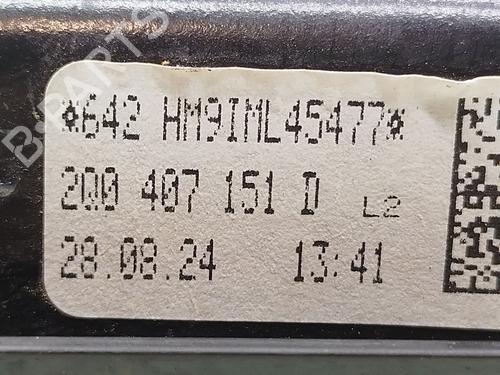 *642 HM9IML45477*
2Q0 407 151 D L2
28.08.24 13:41
B-PARTS